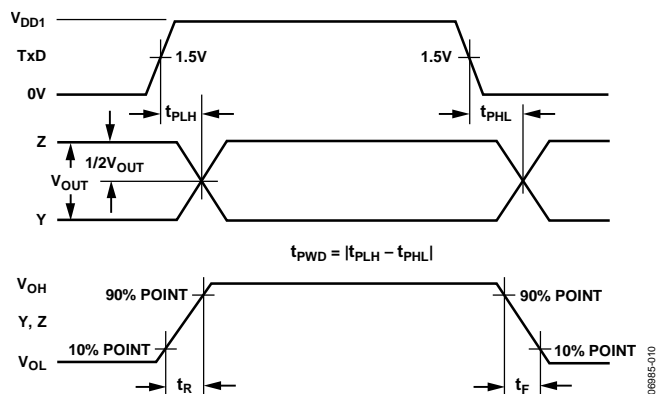 VDD1
TxD
1.5V
1.5V
0V
tPLH
tPHL
Z
1/2VOUT
VOUT
Y
tPWD = |tPLH – tPHL|
VOH
90% POINT
90% POINT
Y, Z
10% POINT
10% POINT
VOL
tR
tF
06985-010